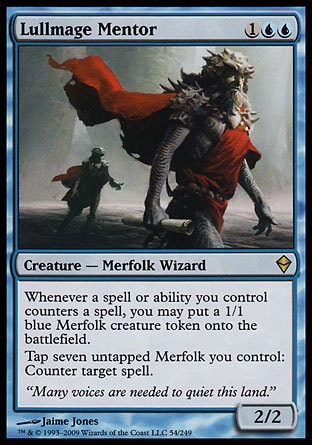 Lullmage Mentor 1
Creature — Merfolk Wizard
Whenever a spell or ability you control
counters a spell, you may put a 1/1
blue Merfolk creature token onto the
battlefield.
Tap seven untapped Merfolk you control:
Counter target spell.
“Many voices are needed to quiet this land.”
Jaime Jones
™ & © 1993–2009 Wizards of the Coast LLC 54/249
2/2